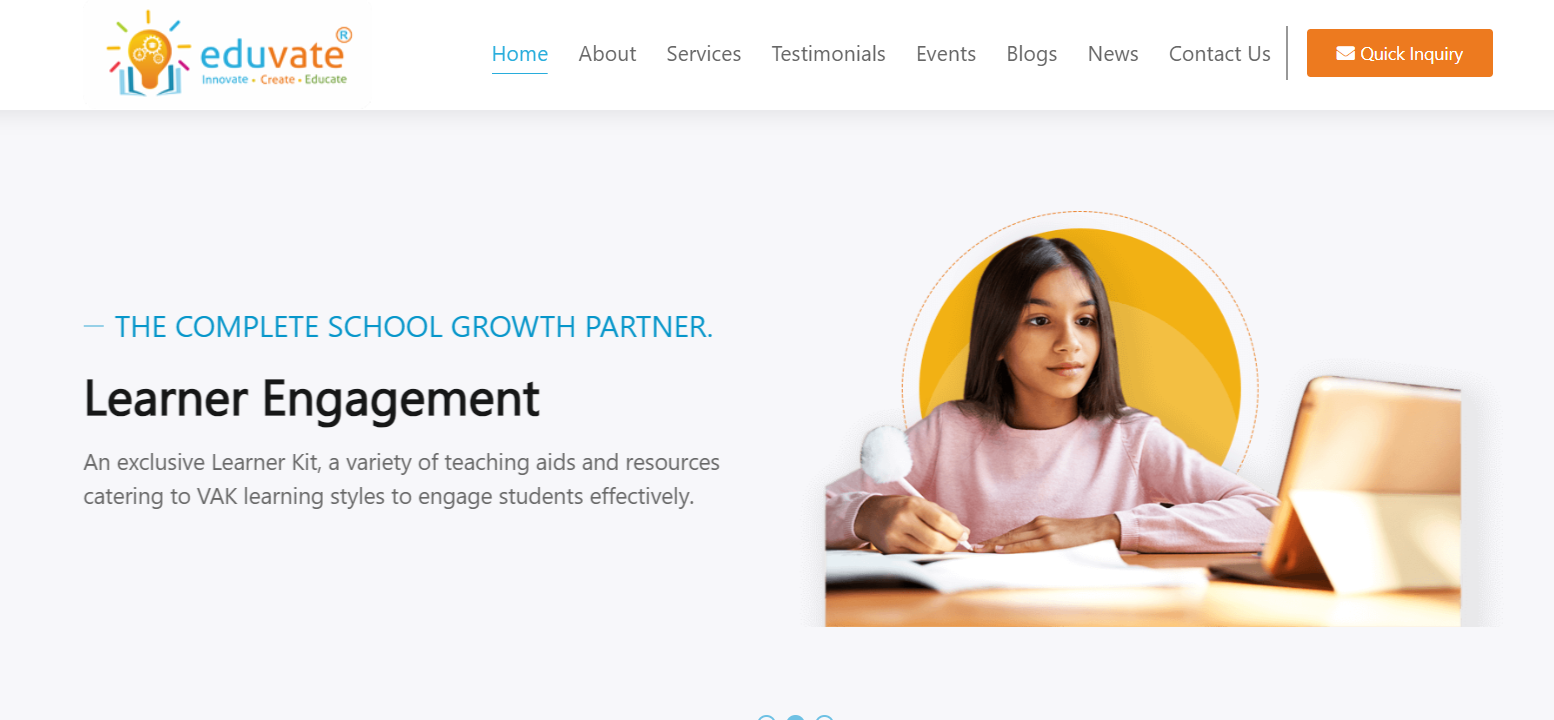 eduvate®
Innovate • Create • Educate
Home About Services Testimonials Events Blogs News Contact Us Quick Inquiry
— THE COMPLETE SCHOOL GROWTH PARTNER.
Learner Engagement
An exclusive Learner Kit, a variety of teaching aids and resources
catering to VAK learning styles to engage students effectively.